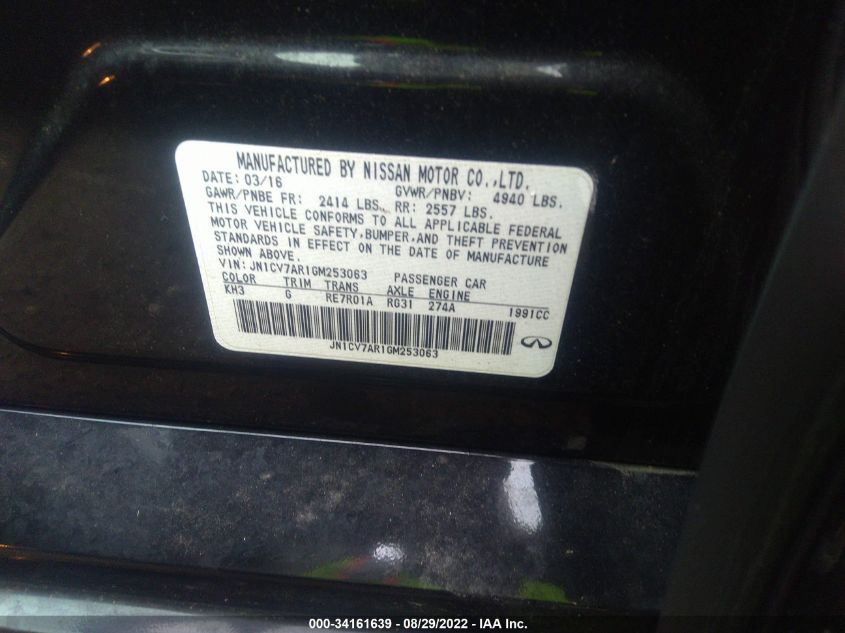 MANUFACTURED BY NISSAN MOTOR CO.,LTD.
DATE: 03/16 GVWR/PNBV: 4940 LBS.
GAWR/PNBE FR: 2414 LBS. RR: 2557 LBS.
THIS VEHICLE CONFORMS TO ALL APPLICABLE FEDERAL
MOTOR VEHICLE SAFETY,BUMPER,AND THEFT PREVENTION
STANDARDS IN EFFECT ON THE DATE OF MANUFACTURE
SHOWN ABOVE.
VIN: JN1CV7AR1GM253063 PASSENGER CAR
COLOR TRIM TRANS AXLE ENGINE
KH3 G RE7R01A RG31 274A 1991CC
JN1CV7AR1GM253063
000-34161639 - 08/29/2022 - IAA Inc.